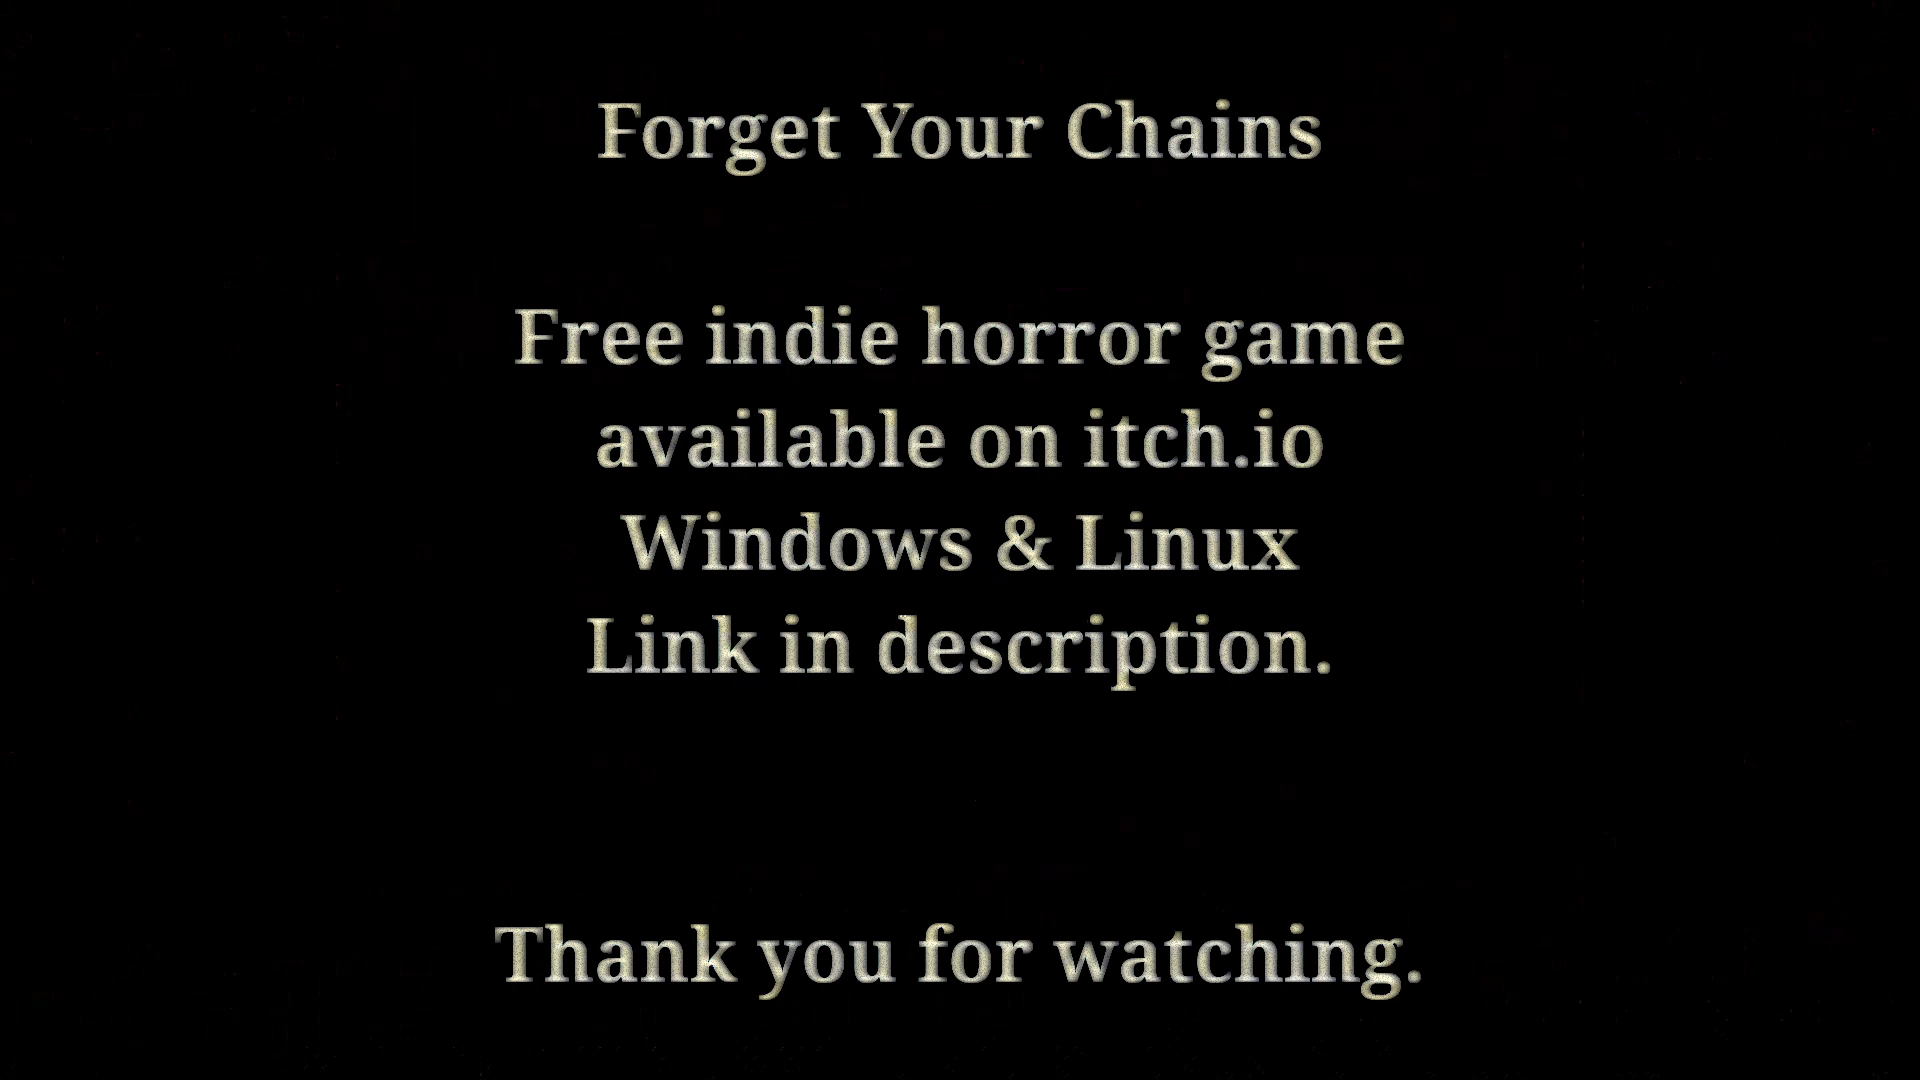 Forget Your Chains
Free indie horror game
available on itch.io
Windows & Linux
Link in description.
Thank you for watching.